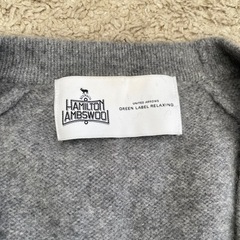 HAMILTON
LAMBSWOOL
UNITED ARROWS
GREEN LABEL RELAXING